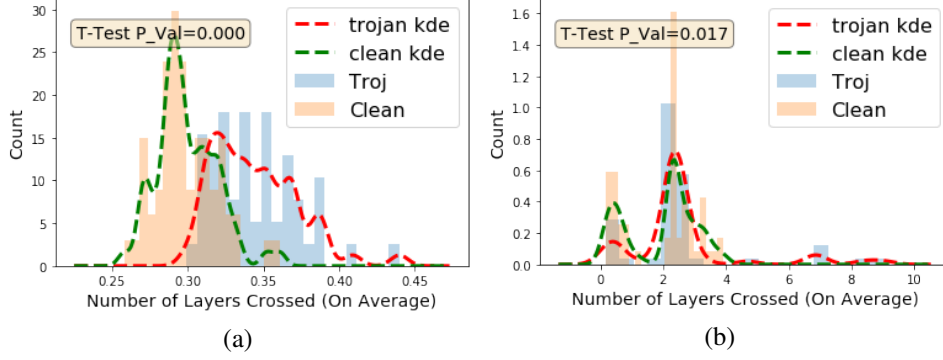 T-Test P_Val=0.000
trojan kde
clean kde
Troj
Clean
Count
30
25
20
15
10
5
0
0.25
0.30
0.35
0.40
0.45
Number of Layers Crossed (On Average)
(a)
T-Test P_Val=0.017
trojan kde
clean kde
Troj
Clean
Count
1.6
1.4
1.2
1.0
0.8
0.6
0.4
0.2
0.0
0
2
4
6
8
10
Number of Layers Crossed (On Average)
(b)